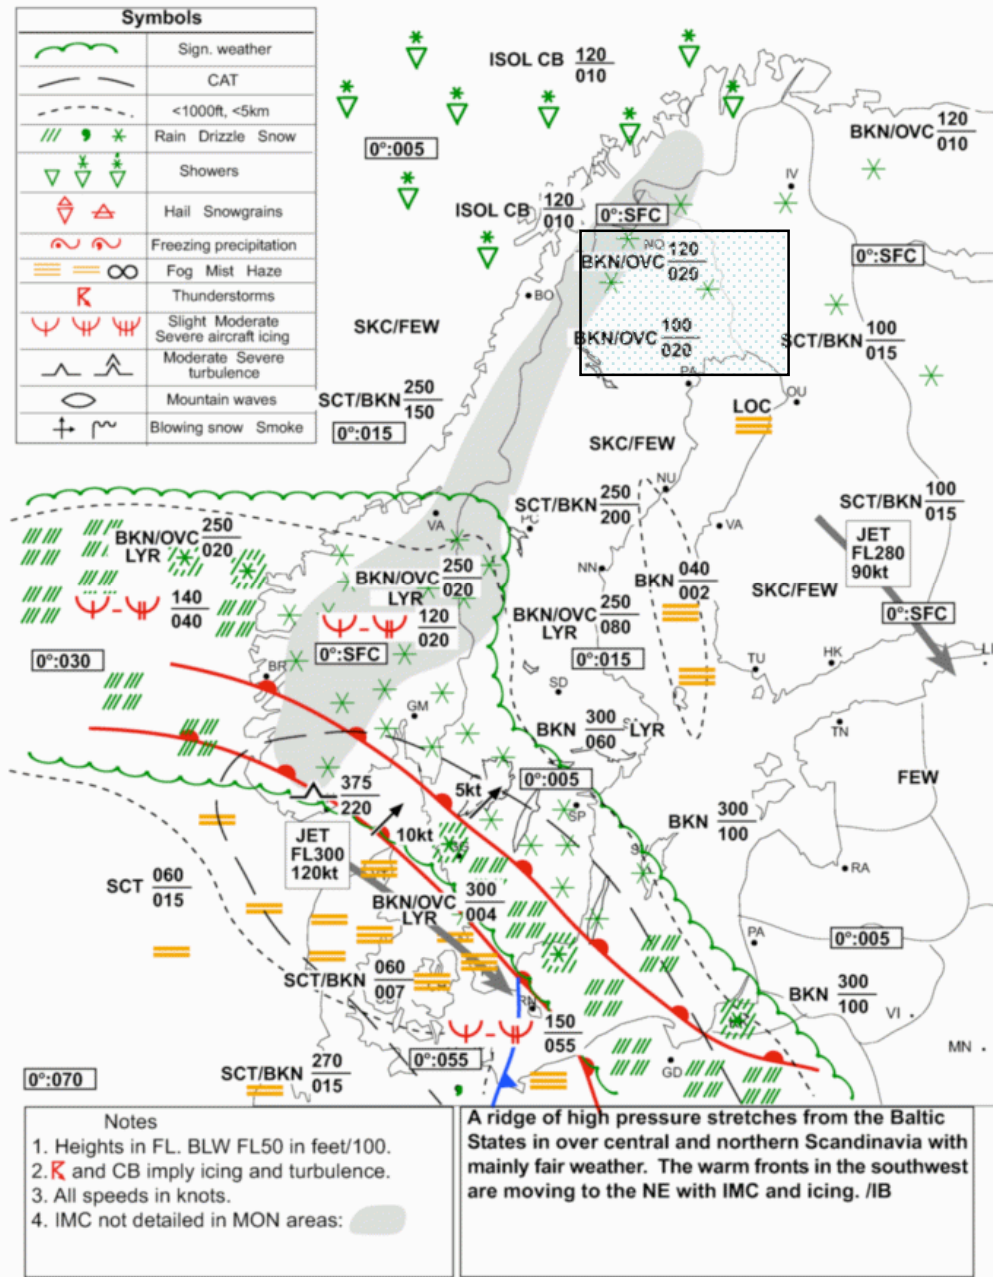 Symbols
Sign. weather
CAT
<1000ft, <5km
Rain Drizzle Snow
Showers
Hail Snowgrains
Freezing precipitation
Fog Mist Haze
Thunderstorms
Slight Moderate
Severe aircraft icing
Moderate Severe
turbulence
Mountain waves
Blowing snow Smoke
ISOL CB 120
010
BKN/OVC 120
010
0°:005
IV
ISOL CB 120
010
0°:SFC
0°:SFC
BKN/OVC 120
020
BO
SKC/FEW
BKN/OVC 100
020
SCT/BKN 100
015
PA
SCT/BKN 250
150
OU
LOC
0°:015
SKC/FEW
NU
SCT/BKN 250
200
SCT/BKN 100
015
VA
VA
JET
FL280
90kt
BKN/OVC 250
LYR 020
NN
BKN/OVC 250
LYR 020
BKN 040
002
SKC/FEW
140
040
BKN/OVC 250
LYR 080
120
020
0°:SFC
0°:SFC
0°:030
0°:015
BR
TU
HK
SD
GM
TN
BKN 300 LYR
060
FEW
375
220
5kt
0°:005
SP
BKN 300
100
JET
FL300
120kt
10kt
RA
SCT 060
015
BKN/OVC 300
LYR 004
PA
0°:005
SCT/BKN 060
007
BKN 300
100
RN
VI
150
055
MN
0°:055
GD
SCT/BKN 270
015
0°:070
Notes
1. Heights in FL. BLW FL50 in feet/100.
2. and CB imply icing and turbulence.
3. All speeds in knots.
4. IMC not detailed in MON areas:
A ridge of high pressure stretches from the Baltic
States in over central and northern Scandinavia with
mainly fair weather. The warm fronts in the southwest
are moving to the NE with IMC and icing. /IB